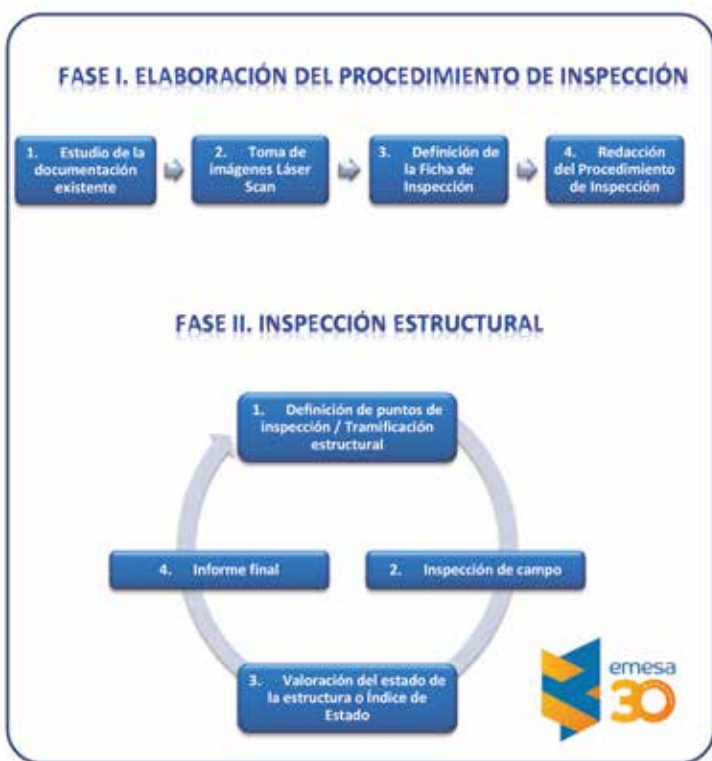 FASE I. ELABORACIÓN DEL PROCEDIMIENTO DE INSPECCIÓN
1. Estudio de la
documentación
existente
2. Toma de
imágenes Láser
Scan
3. Definición de
la Ficha de
Inspección
4. Redacción
del Procedimiento
de Inspección
FASE II. INSPECCIÓN ESTRUCTURAL
1. Definición de puntos de
inspección / Tramificación
estructural
2. Inspección de campo
3. Valoración del estado de
la estructura o Índice de
Estado
4. Informe final
emesa
30